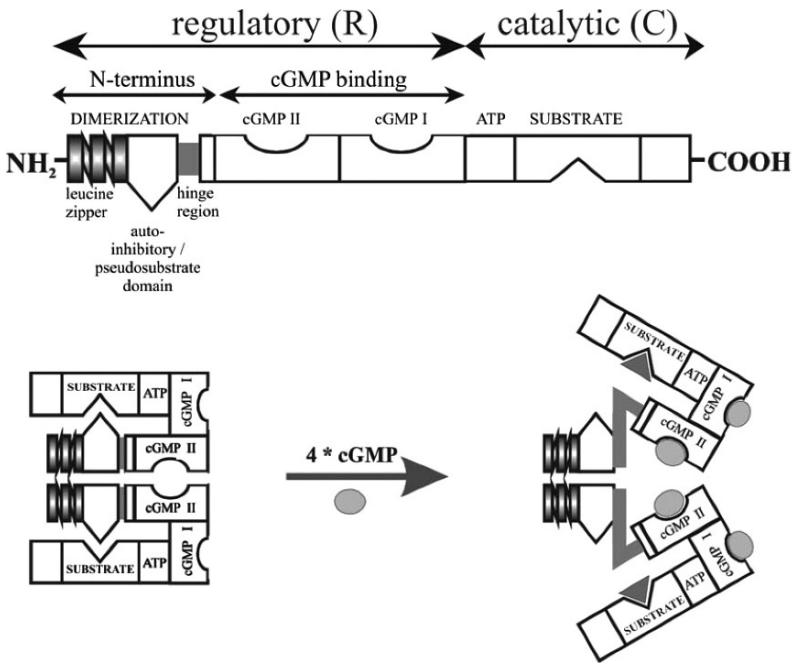 regulatory (R) catalytic (C)
N-terminus cGMP binding
DIMERIZATION cGMP II cGMP I ATP SUBSTRATE
NH2 COOH
leucine hinge
zipper region
auto-
inhibitory /
pseudosubstrate
domain
SUBSTRATE ATP cGMP I
cGMP II
cGMP II
SUBSTRATE ATP cGMP I
4 * cGMP
SUBSTRATE ATP cGMP I
cGMP II
cGMP II
SUBSTRATE ATP cGMP I